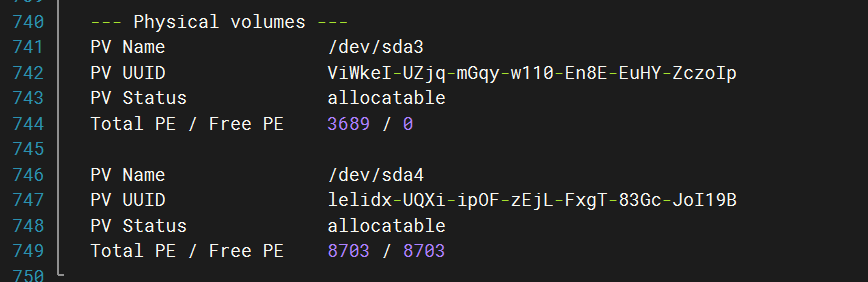 740 --- Physical volumes ---
741 PV Name /dev/sda3
742 PV UUID ViWkeI-UZjq-mGqy-w110-En8E-EuHY-ZczoIp
743 PV Status allocatable
744 Total PE / Free PE 3689 / 0
745
746 PV Name /dev/sda4
747 PV UUID lelidx-UQXi-ipOF-zEjL-FxgT-83Gc-JoI19B
748 PV Status allocatable
749 Total PE / Free PE 8703 / 8703
750